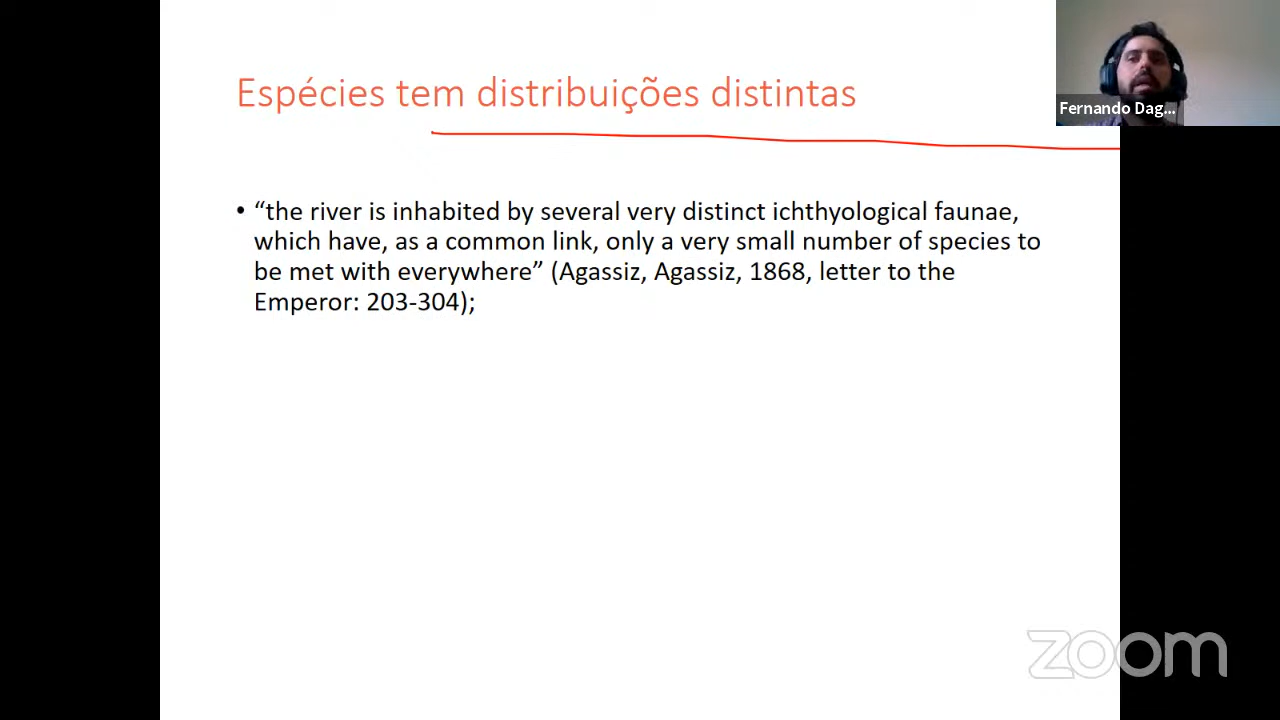 Espécies tem distribuições distintas
Fernando Dag...
• “the river is inhabited by several very distinct ichthyological faunae,
which have, as a common link, only a very small number of species to
be met with everywhere” (Agassiz, Agassiz, 1868, letter to the
Emperor: 203-304);
zoom